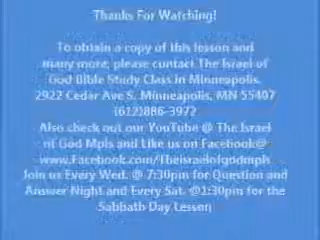 Thanks For Watching!
To obtain a copy of this lesson and
many more, please contact The Israel of
God Bible Study Class in Minneapolis.
2922 Cedar Ave S. Minneapolis, MN 55407
(612)886-3972
Also check out our YouTube @ The Israel
of God Mpls and Like us on Facebook@
www.Facebook.com/Theisraelofgodmpls
Join us Every Wed. @ 7:30pm for Question and
Answer Night and Every Sat. @1:30pm for the
Sabbath Day Lesson